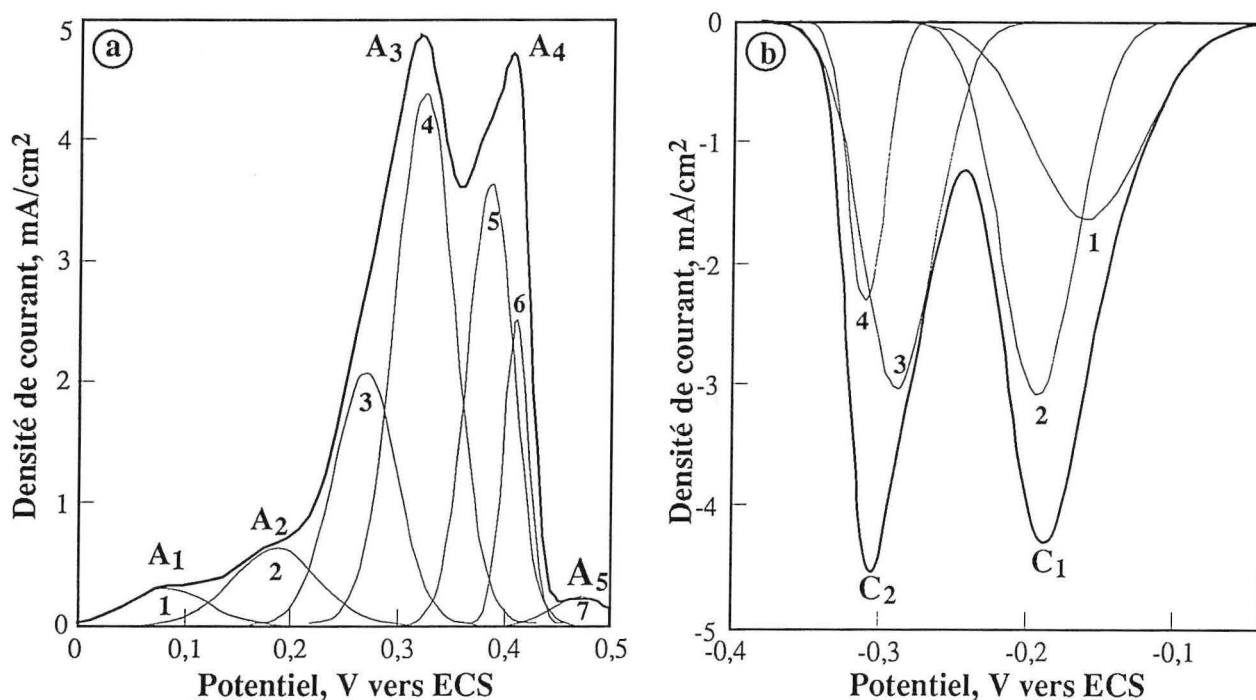 a
A3
A4
5
4
3
2
1
0
4
5
6
3
A2
A1
2
1
A5
7
0
0,1
0,2
0,3
0,4
0,5
Densité de courant, mA/cm2
Potentiel, V vers ECS
b
0
-1
-2
-3
-4
-5
1
4
3
2
C2
C1
-0,4
-0,3
-0,2
-0,1
Densité de courant, mA/cm2
Potentiel, V vers ECS